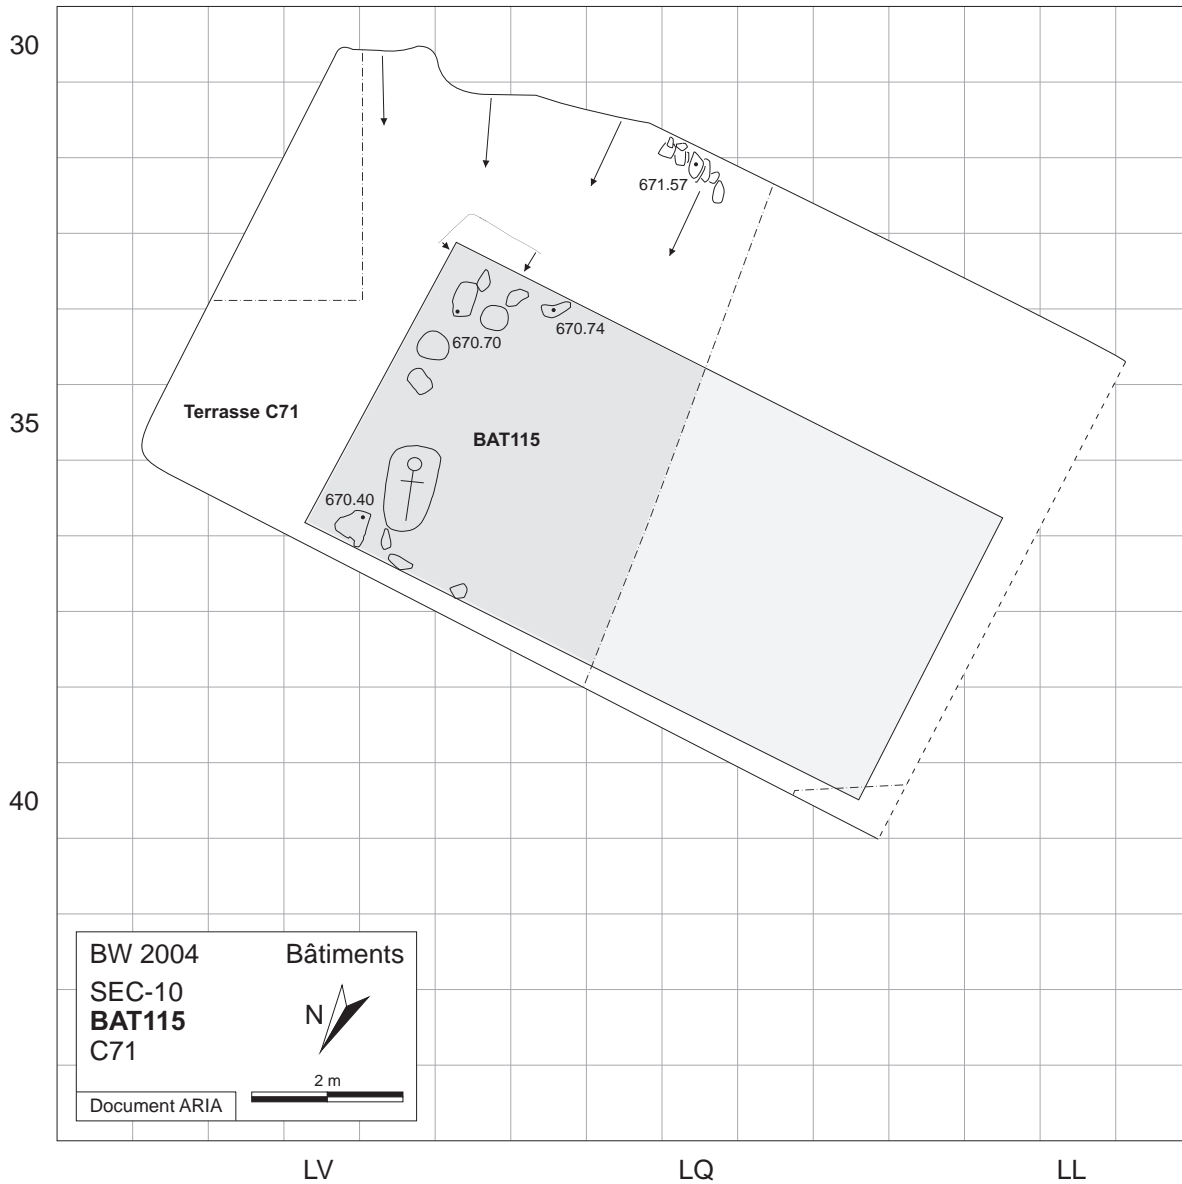 30
671.57
670.74
670.70
Terrasse C71
35
BAT115
670.40
40
BW 2004 Bâtiments
SEC-10
BAT115
C71
N
2 m
Document ARIA
LV LQ LL